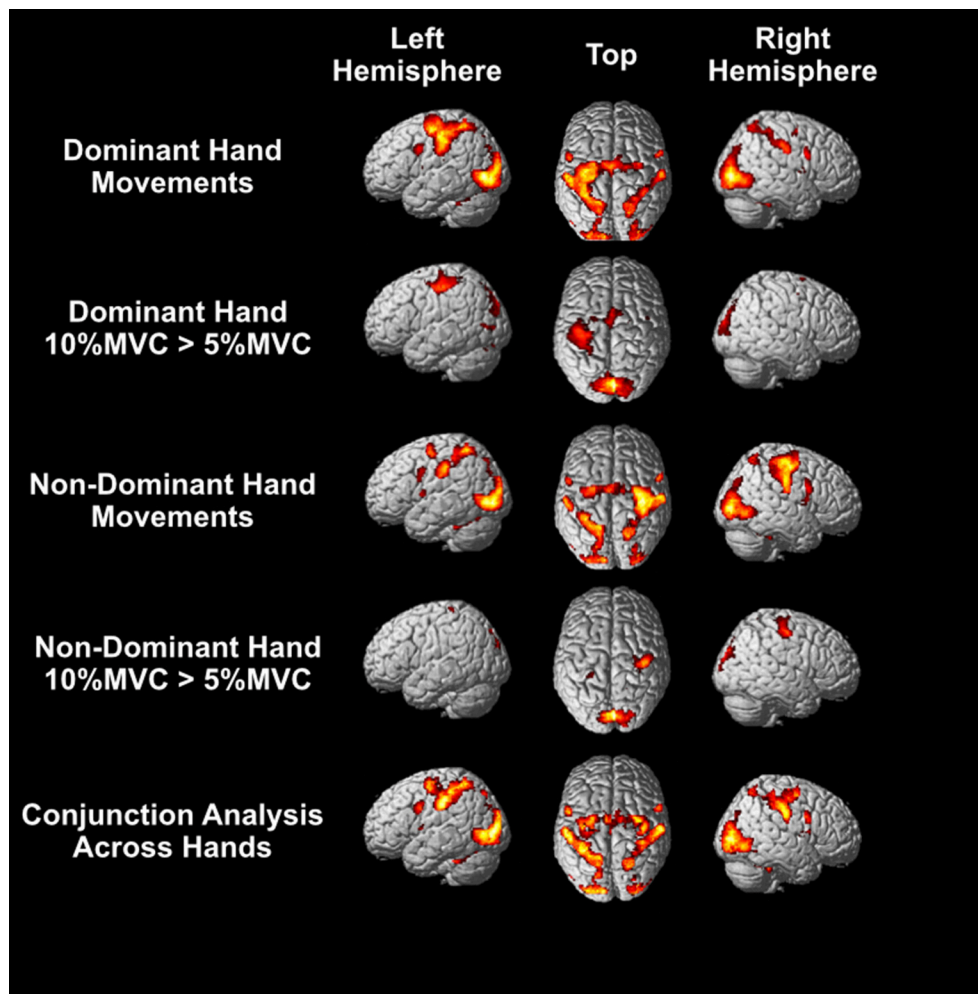 Left
Hemisphere
Top
Right
Hemisphere
Dominant Hand
Movements
Dominant Hand
10%MVC > 5%MVC
Non-Dominant Hand
Movements
Non-Dominant Hand
10%MVC > 5%MVC
Conjunction Analysis
Across Hands